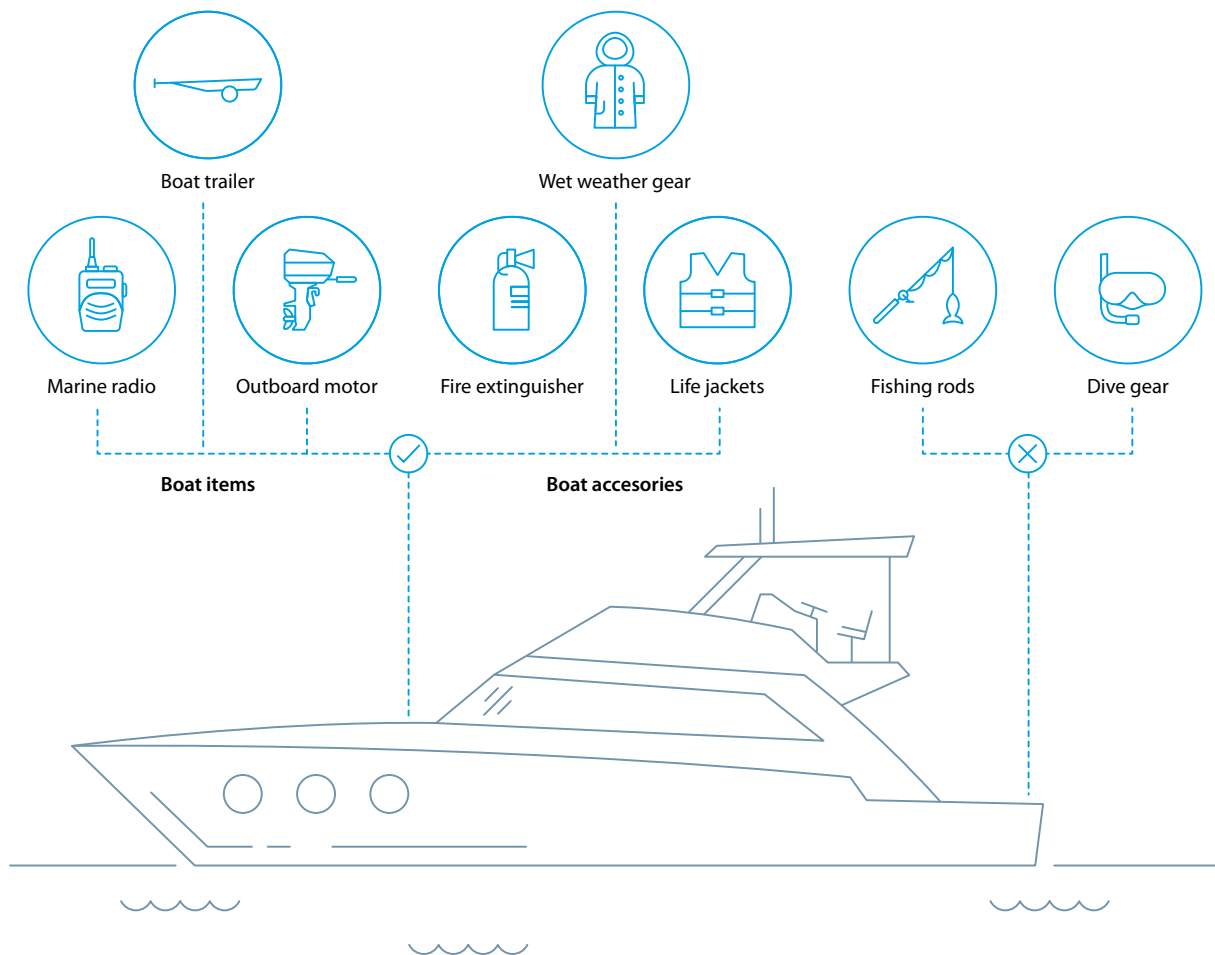 Boat trailer
Wet weather gear
Marine radio
Outboard motor
Fire extinguisher
Life jackets
Fishing rods
Dive gear
Boat items
Boat accesories